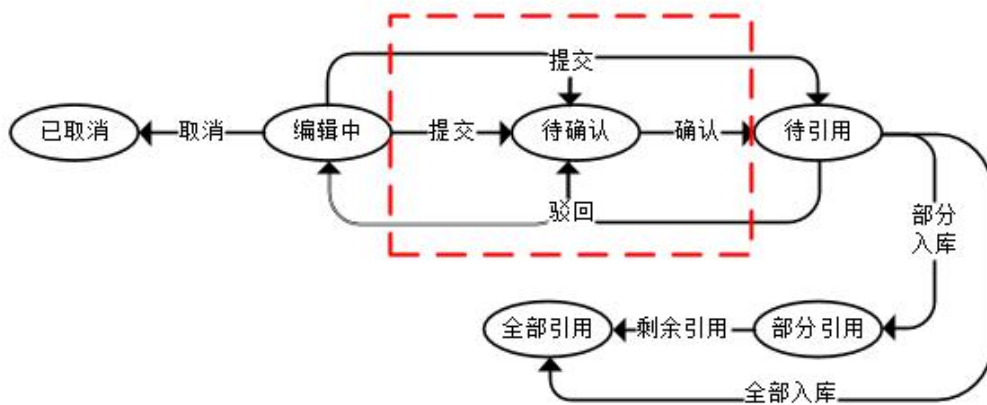 提交
已取消
取消
编辑中
提交
待确认
确认
待引用
驳回
部分
入库
全部引用
剩余引用
部分引用
全部入库